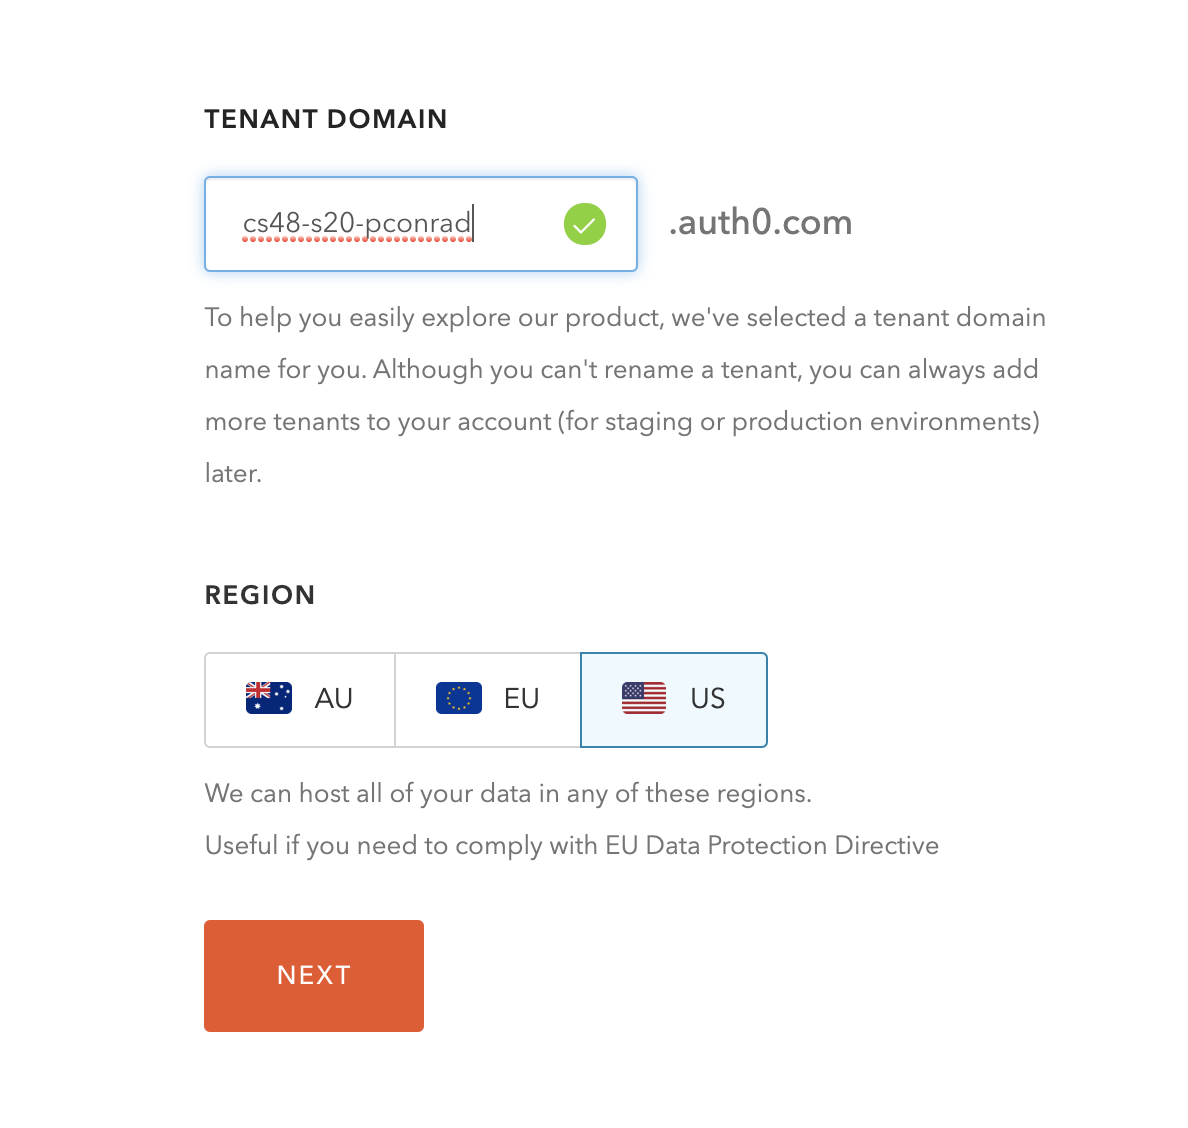 TENANT DOMAIN
cs48-s20-pconrad .auth0.com
To help you easily explore our product, we've selected a tenant domain
name for you. Although you can't rename a tenant, you can always add
more tenants to your account (for staging or production environments)
later.
REGION
AU EU US
We can host all of your data in any of these regions.
Useful if you need to comply with EU Data Protection Directive
NEXT